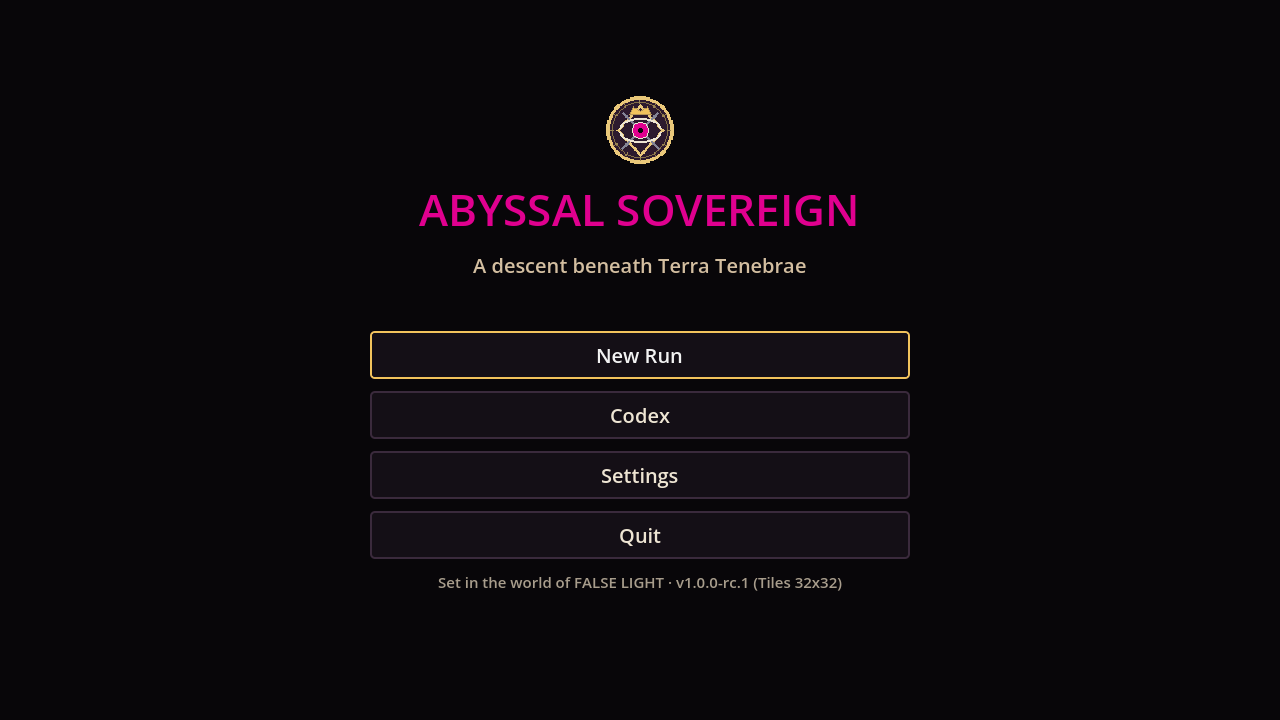 ABYSSAL SOVEREIGN
A descent beneath Terra Tenebrae
New Run
Codex
Settings
Quit
Set in the world of FALSE LIGHT · v1.0.0-rc.1 (Tiles 32x32)